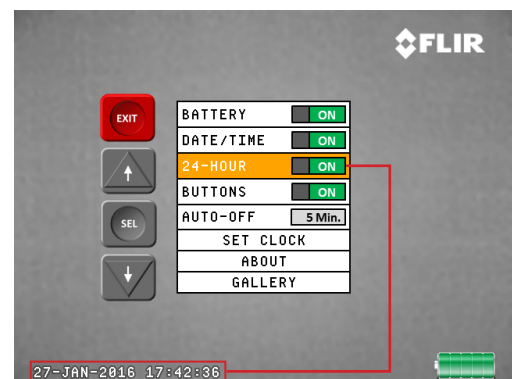 FLIR
EXIT
BATTERY ON
DATE/TIME ON
24-HOUR ON
BUTTONS ON
SEL
AUTO-OFF 5 Min.
SET CLOCK
ABOUT
GALLERY
27-JAN-2016 17:42:36